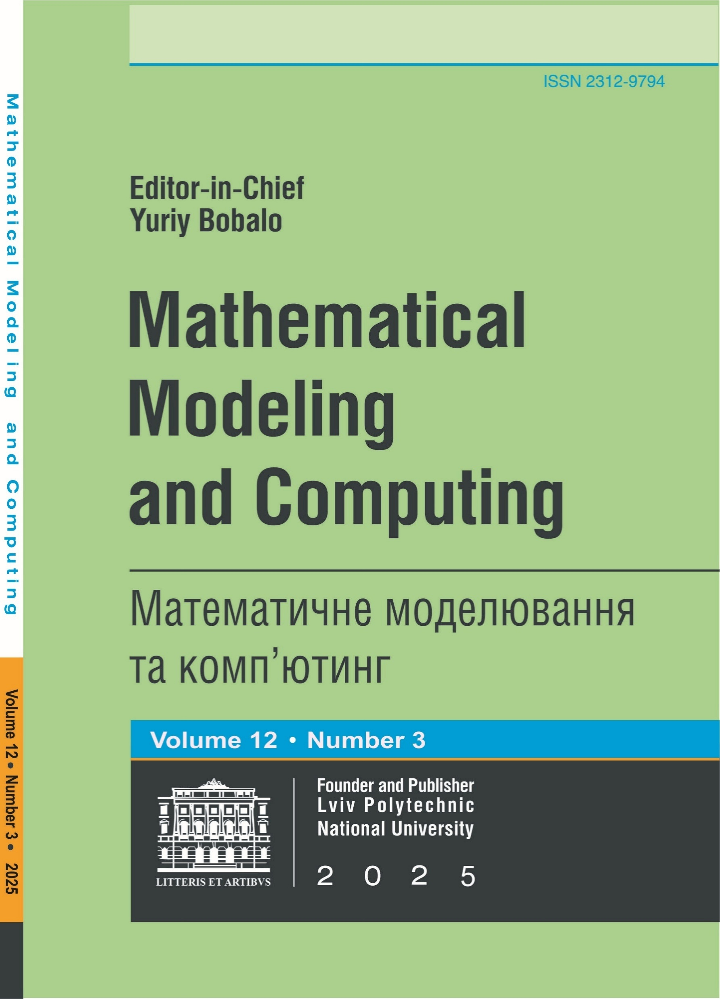 ISSN 2312-9794
Editor-in-Chief
Yuriy Bobalo
Mathematical
Modeling
and Computing
Математичне моделювання
та комп’ютинг
Volume 12 • Number 3
Founder and Publisher
Lviv Polytechnic
National University
2 0 2 5
LITTERIS ET ARTIBVS
Mathematical Modeling and Computing
Volume 12 • Number 3 • 2025